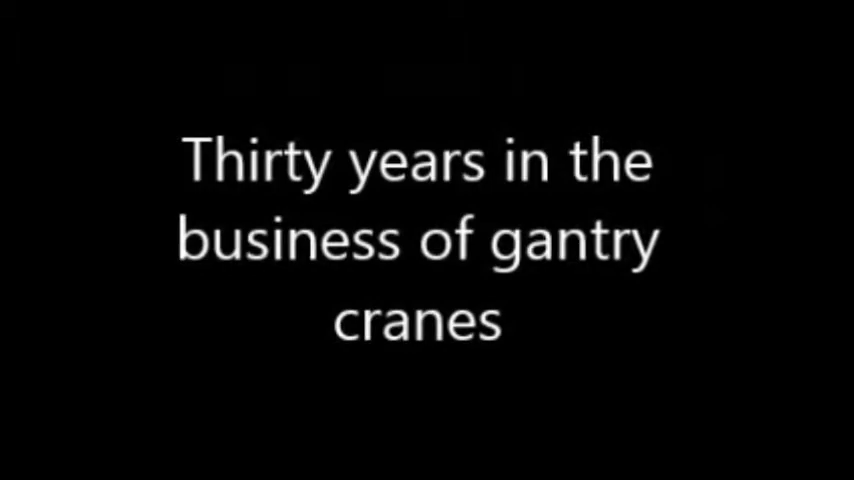 Thirty years in the
business of gantry
cranes